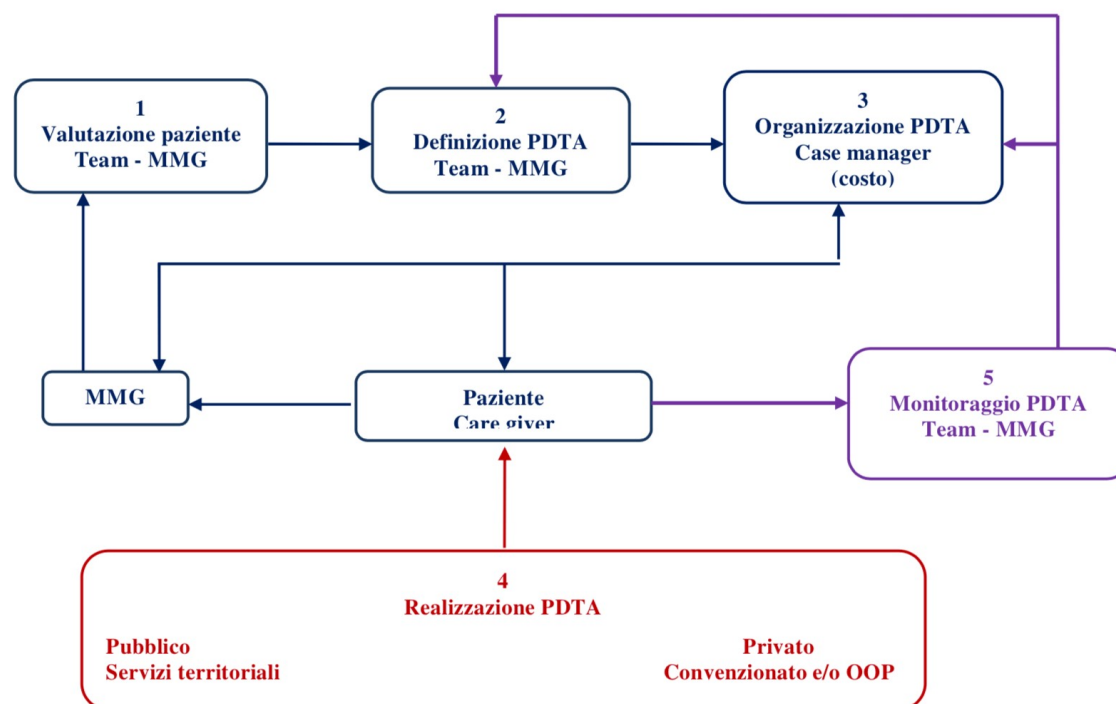 1
Valutazione paziente
Team - MMG
2
Definizione PDTA
Team - MMG
3
Organizzazione PDTA
Case manager
(costo)
MMG
Paziente
Care giver
5
Monitoraggio PDTA
Team - MMG
4
Realizzazione PDTA
Pubblico
Servizi territoriali
Privato
Convenzionato e/o OOP